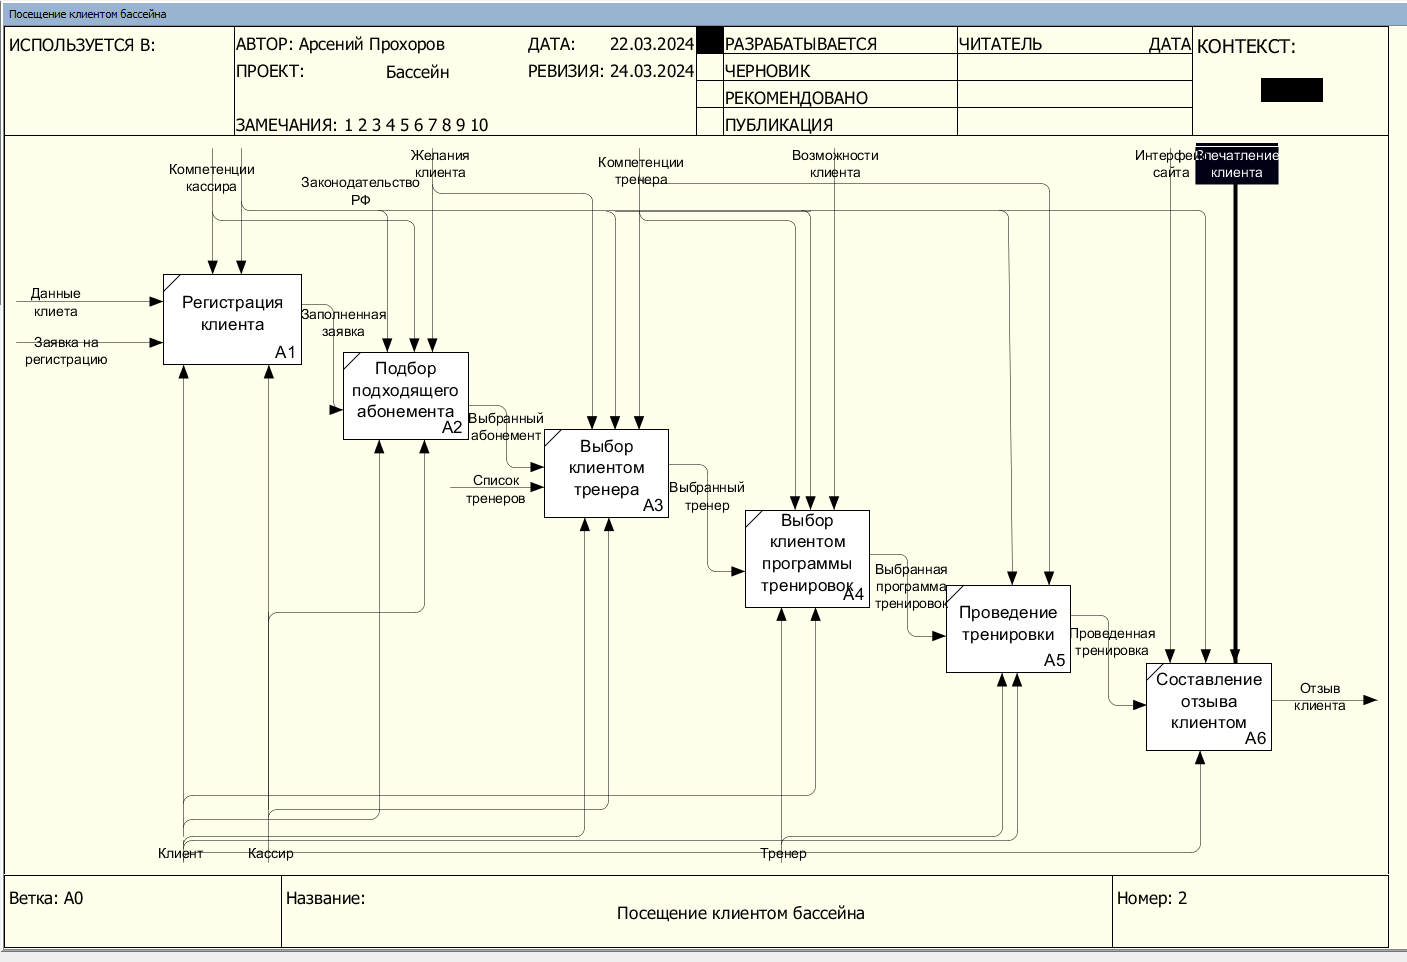 Посещение клиентом бассейна
ИСПОЛЬЗУЕТСЯ В:
АВТОР: Арсений Прохоров
ДАТА: 22.03.2024
ПРОЕКТ: Бассейн
РЕВИЗИЯ: 24.03.2024
ЗАМЕЧАНИЯ: 1 2 3 4 5 6 7 8 9 10
РАЗРАБАТЫВАЕТСЯ
ЧЕРНОВИК
РЕКОМЕНДОВАНО
ПУБЛИКАЦИЯ
ЧИТАТЕЛЬ
ДАТА
КОНТЕКСТ:
Компетенции
кассира
Законодательство
РФ
Желания
клиента
Компетенции
тренера
Возможности
клиента
Интерфей
сайта
Впечатление
клиента
Данные
клиета
Заявка на
регистрацию
Регистрация
клиента
A1
Заполненная
заявка
Подбор
подходящего
абонемента
A2
Выбранный
абонемент
Список
тренеров
Выбор
клиентом
тренера
A3
Выбранный
тренер
Выбор
клиентом
программы
тренировок
A4
Выбранная
программа
тренировок
Проведение
тренировки
A5
Проведенная
тренировка
Составление
отзыва
клиентом
A6
Отзыв
клиента
Клиент
Кассир
Тренер
Ветка: A0
Название:
Посещение клиентом бассейна
Номер: 2